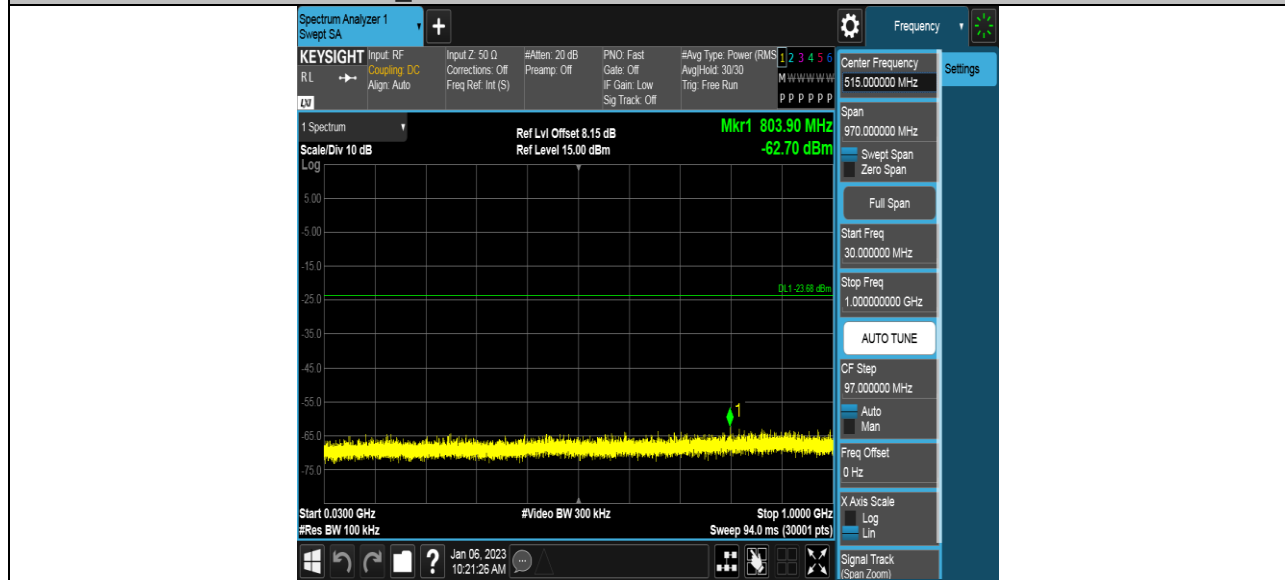 Spectrum Analyzer 1
Swept SA
+
Frequency
KEYSIGHT
RL
LXI
Input: RF
Coupling: DC
Align: Auto
Input Z: 50 Ω
Corrections: Off
Freq Ref: Int (S)
#Atten: 20 dB
Preamp: Off
PNO: Fast
Gate: Off
IF Gain: Low
Sig Track: Off
#Avg Type: Power (RMS
Avg|Hold: 30/30
Trig: Free Run
1 2 3 4 5 6
M W W W W W
P P P P P P
1 Spectrum
Scale/Div 10 dB
Log
Ref Lvl Offset 8.15 dB
Ref Level 15.00 dBm
Mkr1 803.90 MHz
-62.70 dBm
5.00
-5.00
-15.0
DL1 -23.68 dBm
-25.0
-35.0
-45.0
-55.0
1
-65.0
-75.0
Start 0.0300 GHz
#Video BW 300 kHz
Stop 1.0000 GHz
#Res BW 100 kHz
Sweep 94.0 ms (30001 pts)
?
Jan 06, 2023
10:21:26 AM
Center Frequency
515.000000 MHz
Settings
Span
970.000000 MHz
Swept Span
Zero Span
Full Span
Start Freq
30.000000 MHz
Stop Freq
1.000000000 GHz
AUTO TUNE
CF Step
97.000000 MHz
Auto
Man
Freq Offset
0 Hz
X Axis Scale
Log
Lin
Signal Track
(Span Zoom)